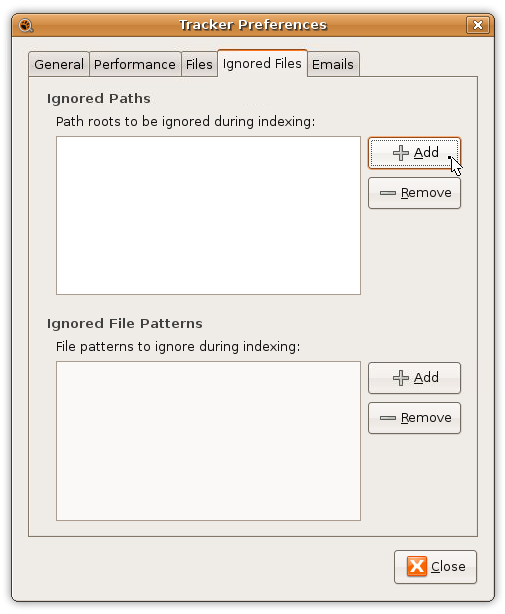 Tracker Preferences
General Performance Files Ignored Files Emails
Ignored Paths
Path roots to be ignored during indexing:
Add
Remove
Ignored File Patterns
File patterns to ignore during indexing:
Add
Remove
Close